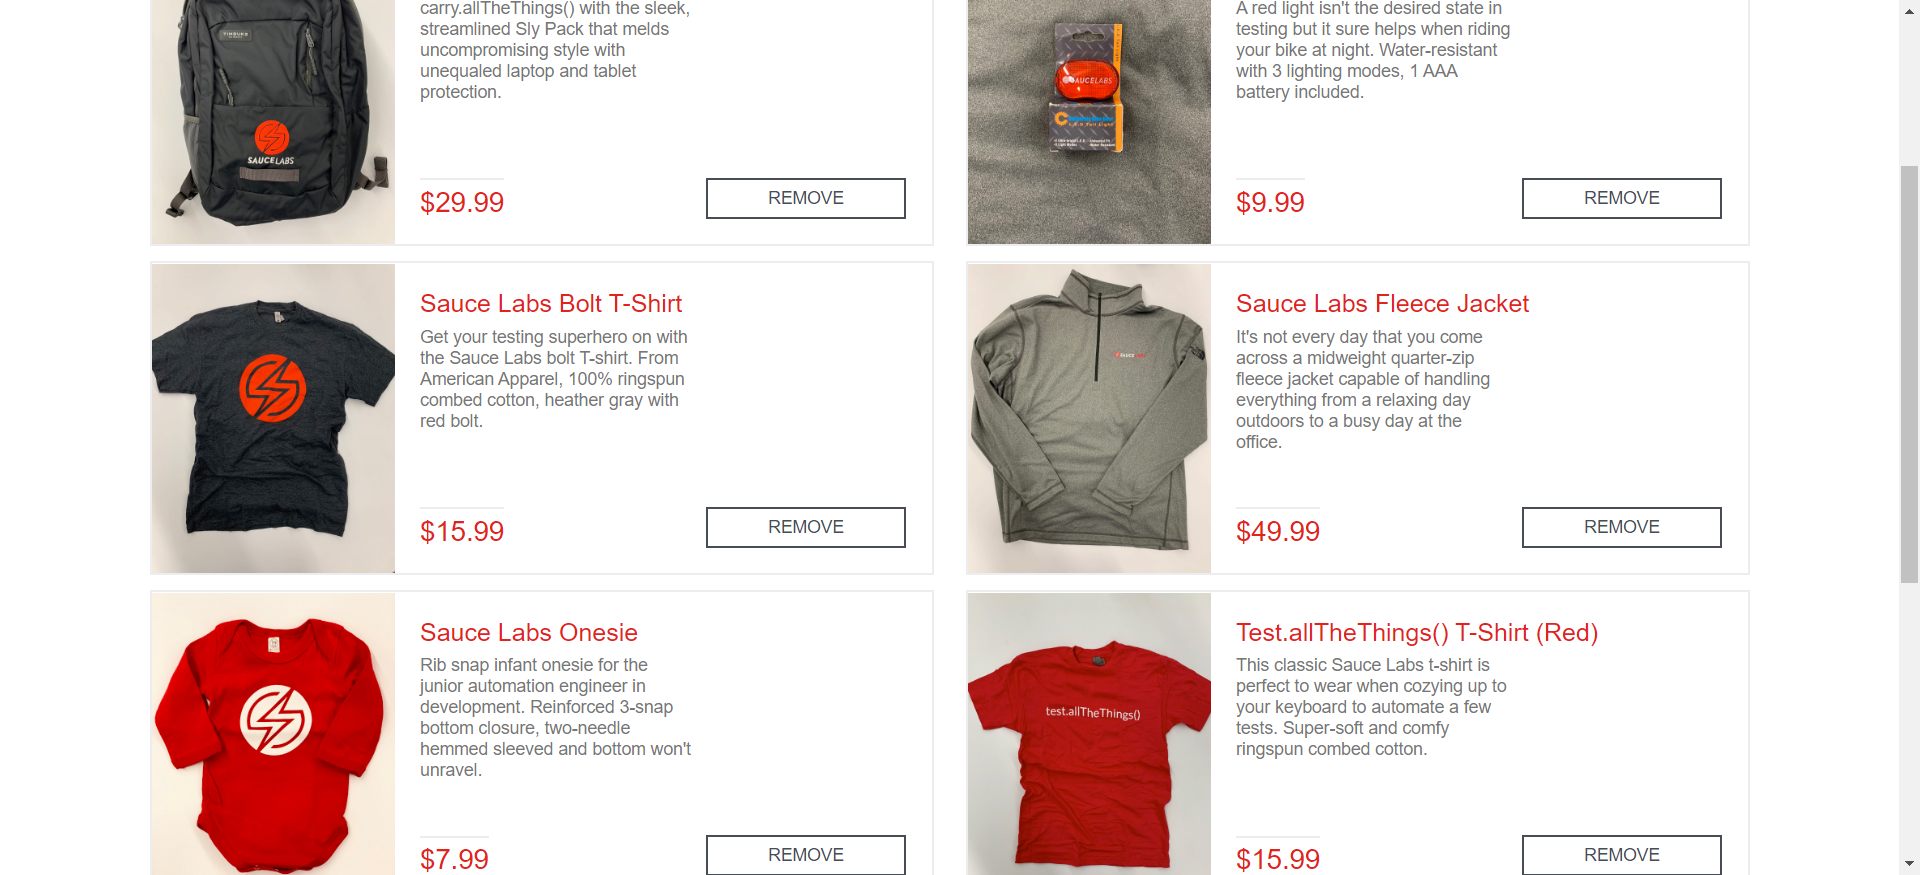 carry.allTheThings() with the sleek,
streamlined Sly Pack that melds
uncompromising style with
unequaled laptop and tablet
protection.
SAUCELABS
$29.99
REMOVE
A red light isn't the desired state in
testing but it sure helps when riding
your bike at night. Water-resistant
with 3 lighting modes, 1 AAA
battery included.
SAUCELABS
$9.99
REMOVE
Sauce Labs Bolt T-Shirt
Get your testing superhero on with
the Sauce Labs bolt T-shirt. From
American Apparel, 100% ringspun
combed cotton, heather gray with
red bolt.
$15.99
REMOVE
Sauce Labs Fleece Jacket
It's not every day that you come
across a midweight quarter-zip
fleece jacket capable of handling
everything from a relaxing day
outdoors to a busy day at the
office.
SAUCELABS
$49.99
REMOVE
Sauce Labs Onesie
Rib snap infant onesie for the
junior automation engineer in
development. Reinforced 3-snap
bottom closure, two-needle
hemmed sleeved and bottom won't
unravel.
$7.99
REMOVE
Test.allTheThings() T-Shirt (Red)
This classic Sauce Labs t-shirt is
perfect to wear when cozying up to
your keyboard to automate a few
tests. Super-soft and comfy
ringspun combed cotton.
test.allTheThings()
$15.99
REMOVE